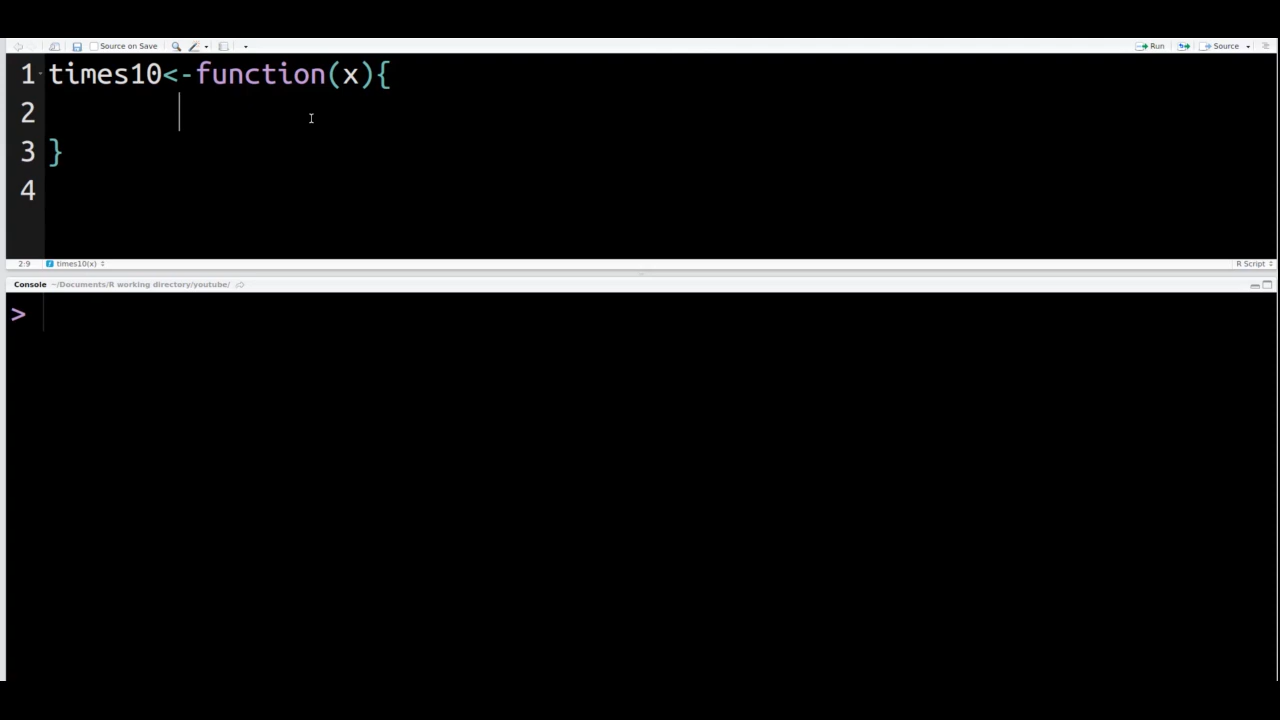 Source on Save Run Source
1 times10<-function(x){
2
3 }
4
2:9 times10(x) R Script
Console ~/Documents/R working directory/youtube/
>